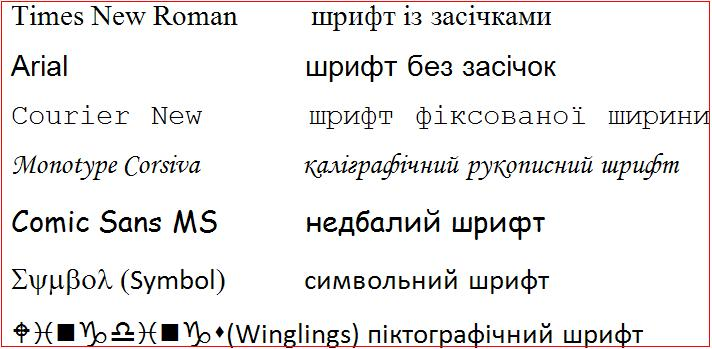 Times New Roman шрифт із засічками
Arial шрифт без засічок
Courier New шрифт фіксованої ширини
Monotype Corsiva каліграфічний рукописний шрифт
Comic Sans MS недбалий шрифт
Σψμβολ (Symbol) символьний шрифт
🕈♓■♑♎♓■♑⬧(Winglings) піктографічний шрифт